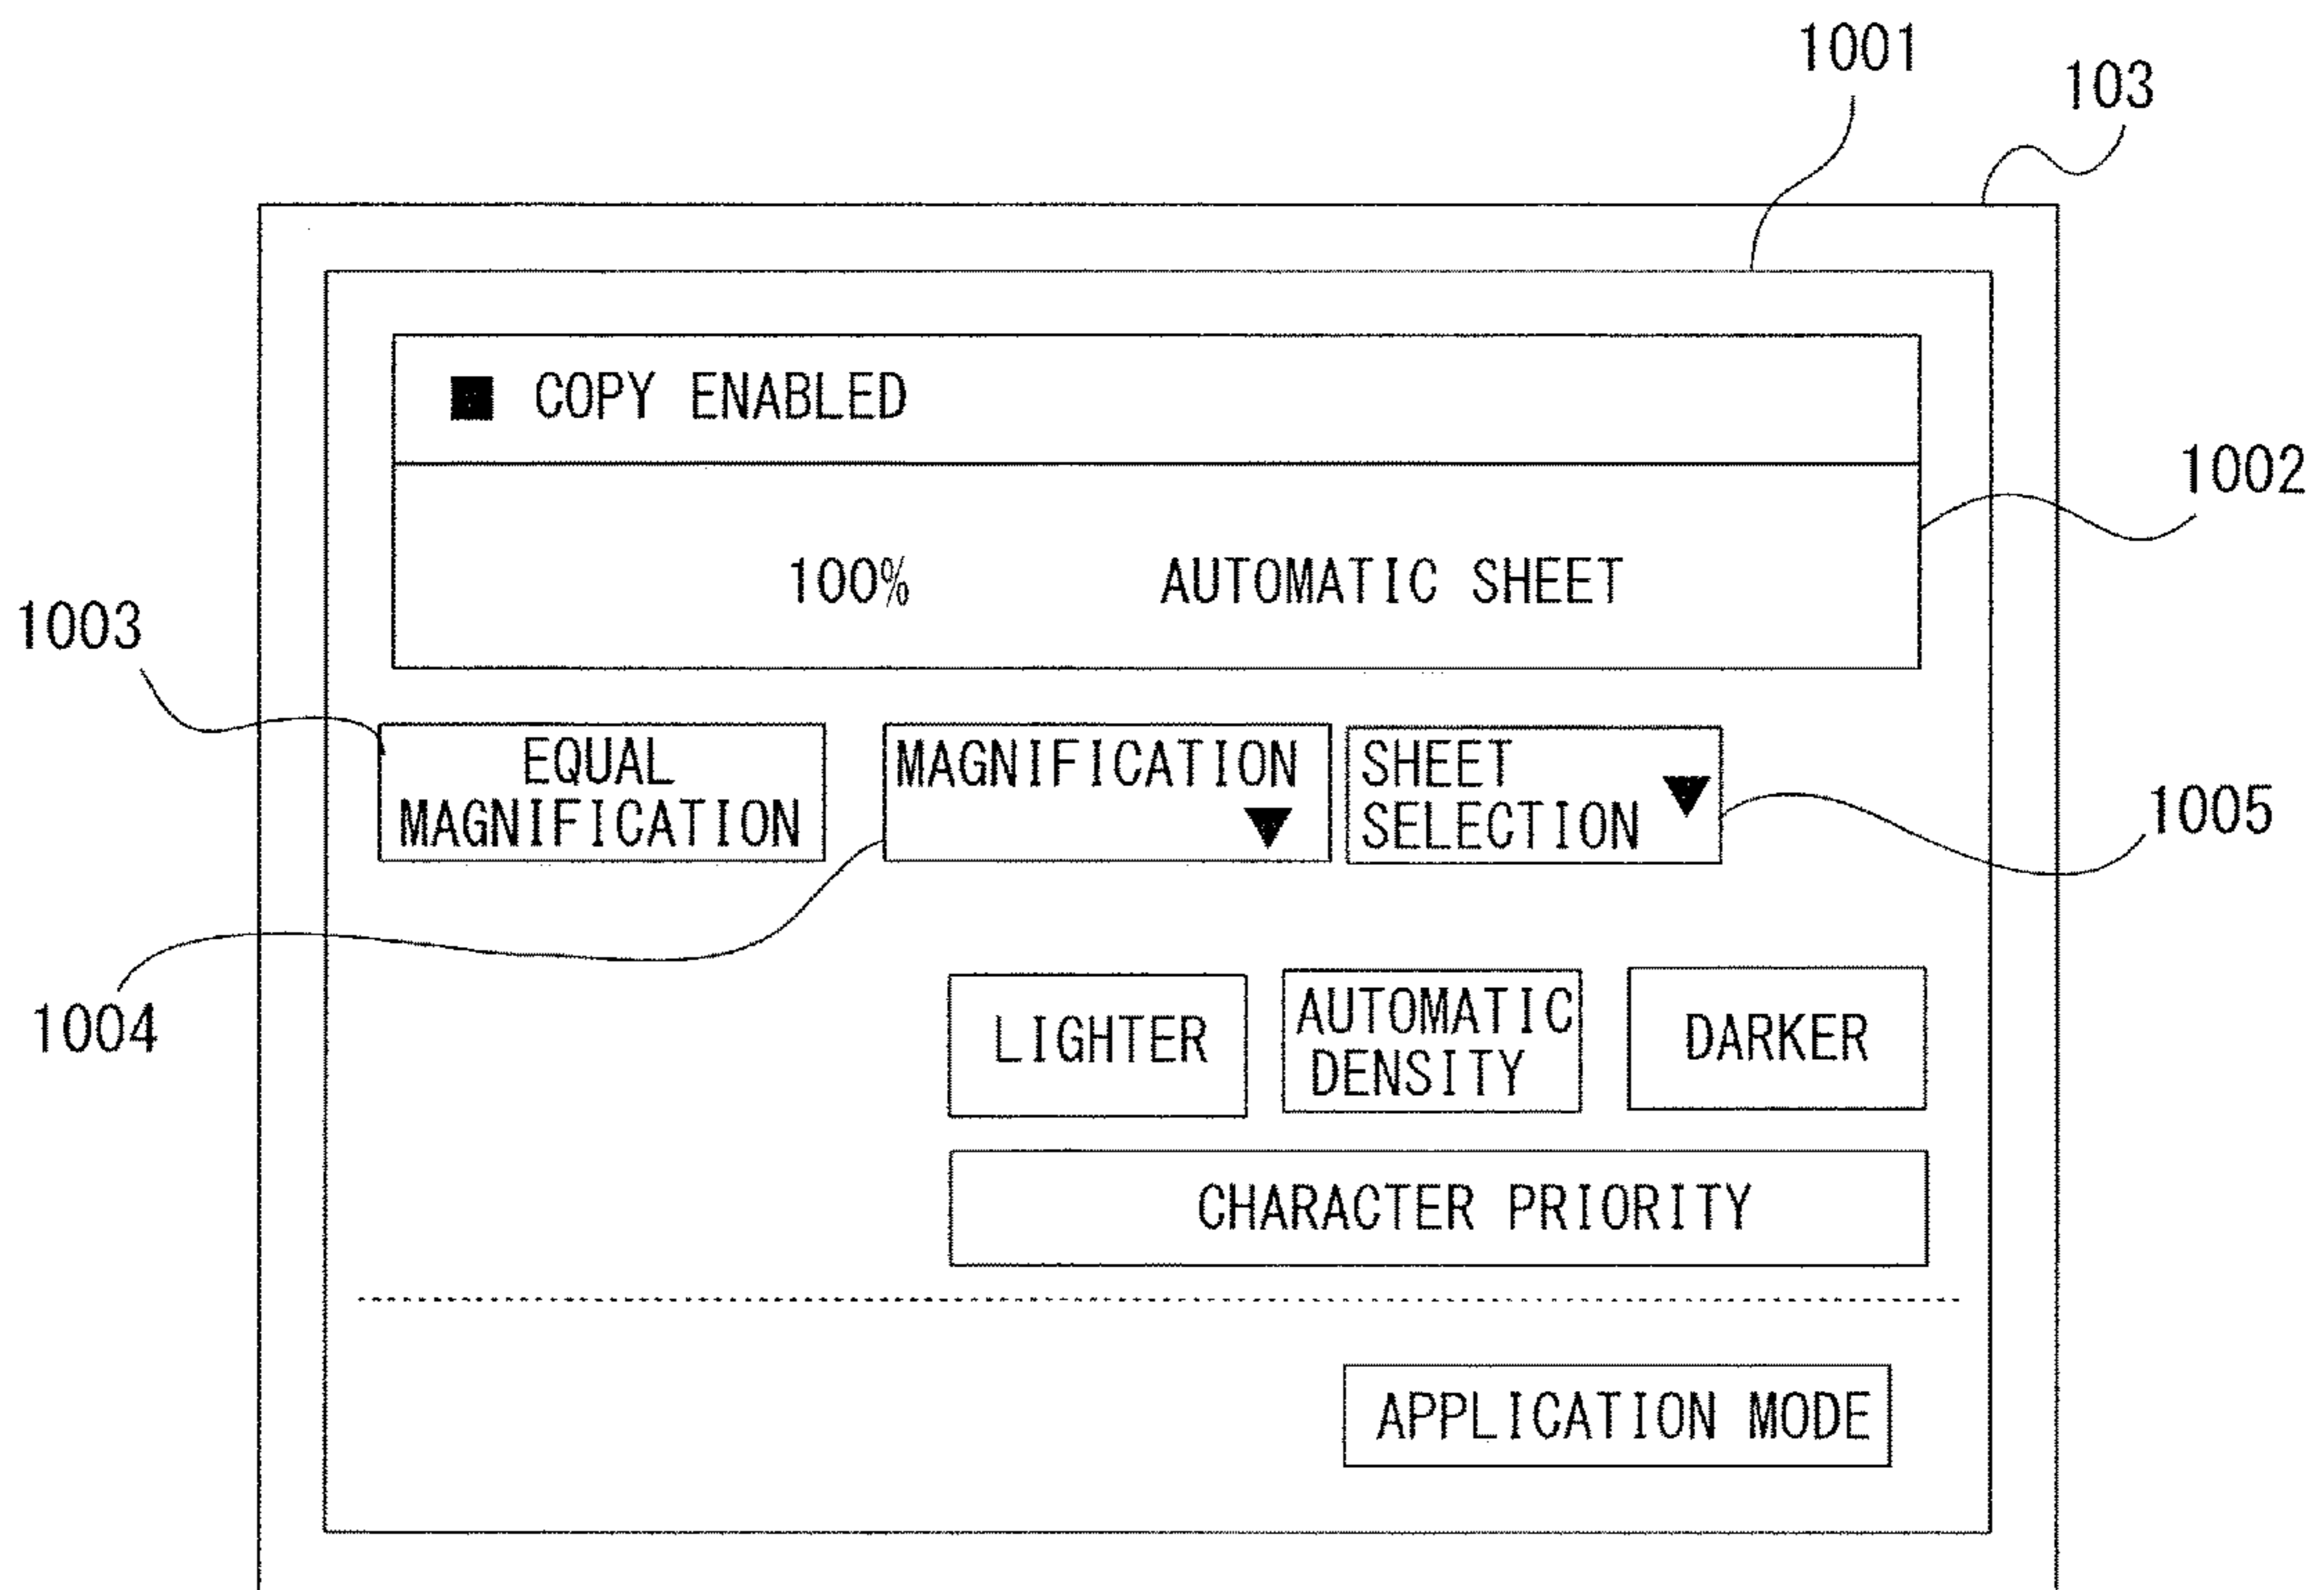 1001
103
■ COPY ENABLED
1002
100% AUTOMATIC SHEET
1003
EQUAL
MAGNIFICATION
MAGNIFICATION
▼
SHEET
SELECTION ▼
1005
1004
LIGHTER
AUTOMATIC
DENSITY
DARKER
CHARACTER PRIORITY
APPLICATION MODE